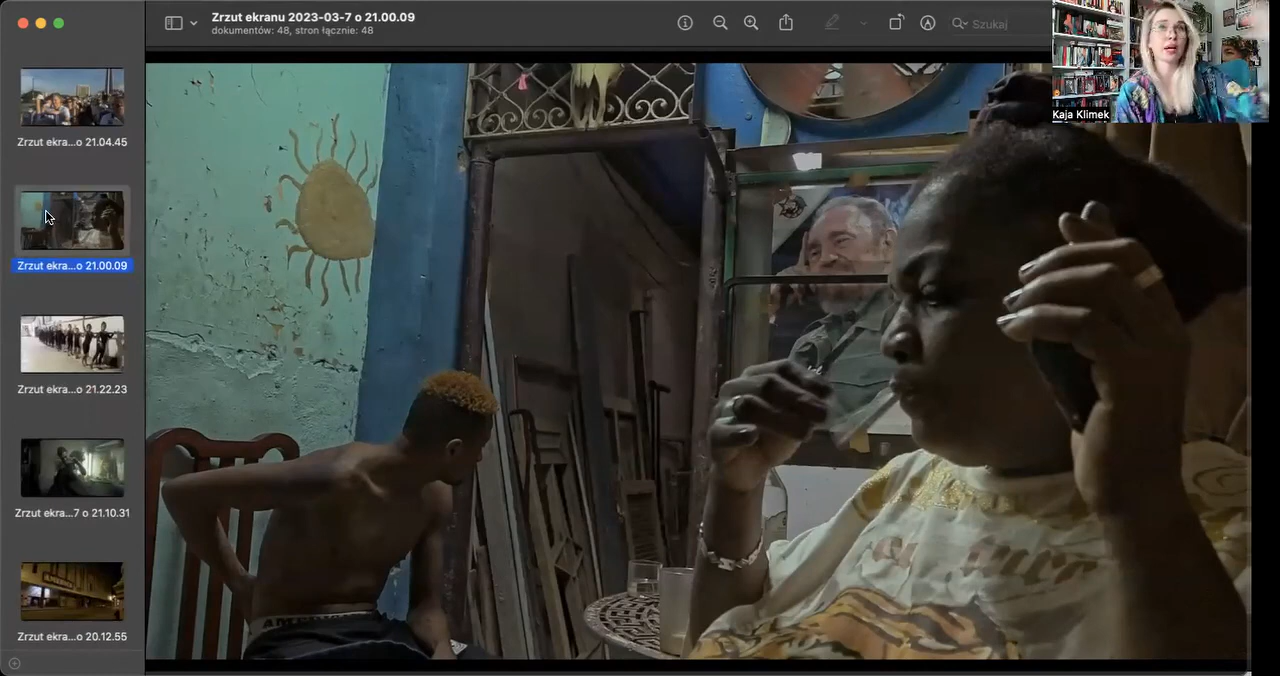 Zrzut ekranu 2023-03-7 o 21.00.09
dokumentów: 48, stron łącznie: 48
Szukaj
Kaja Klimek
Zrzut ekra...o 21.04.45
Zrzut ekra...o 21.00.09
Zrzut ekra...o 21.22.23
Zrzut ekra...7 o 21.10.31
Zrzut ekra...o 20.12.55